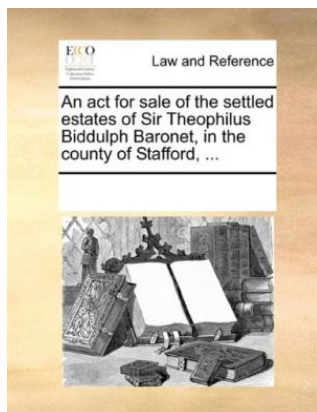 ECCO
Law and Reference
An act for sale of the settled
estates of Sir Theophilus
Biddulph Baronet, in the
county of Stafford, ...